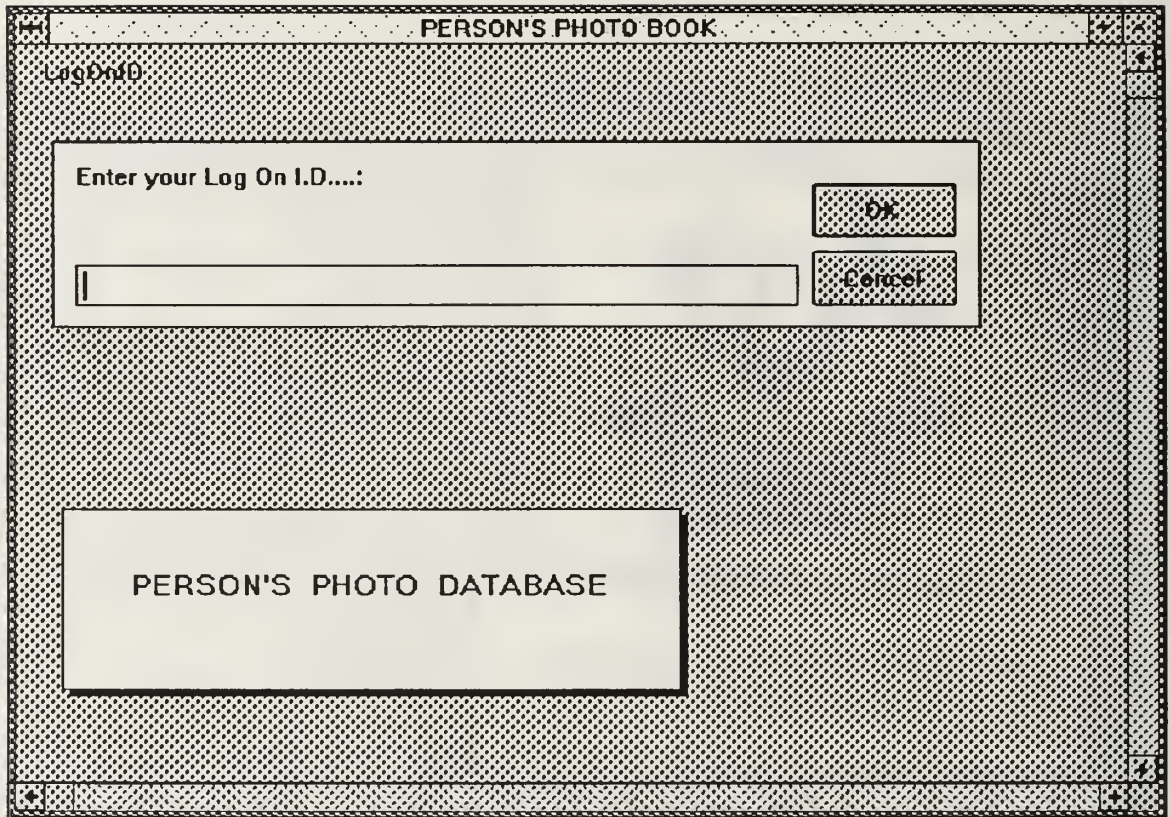 PERSON'S PHOTO BOOK
LogOnID
Enter your Log On I.D....:
OK
Cancel
PERSON'S PHOTO DATABASE